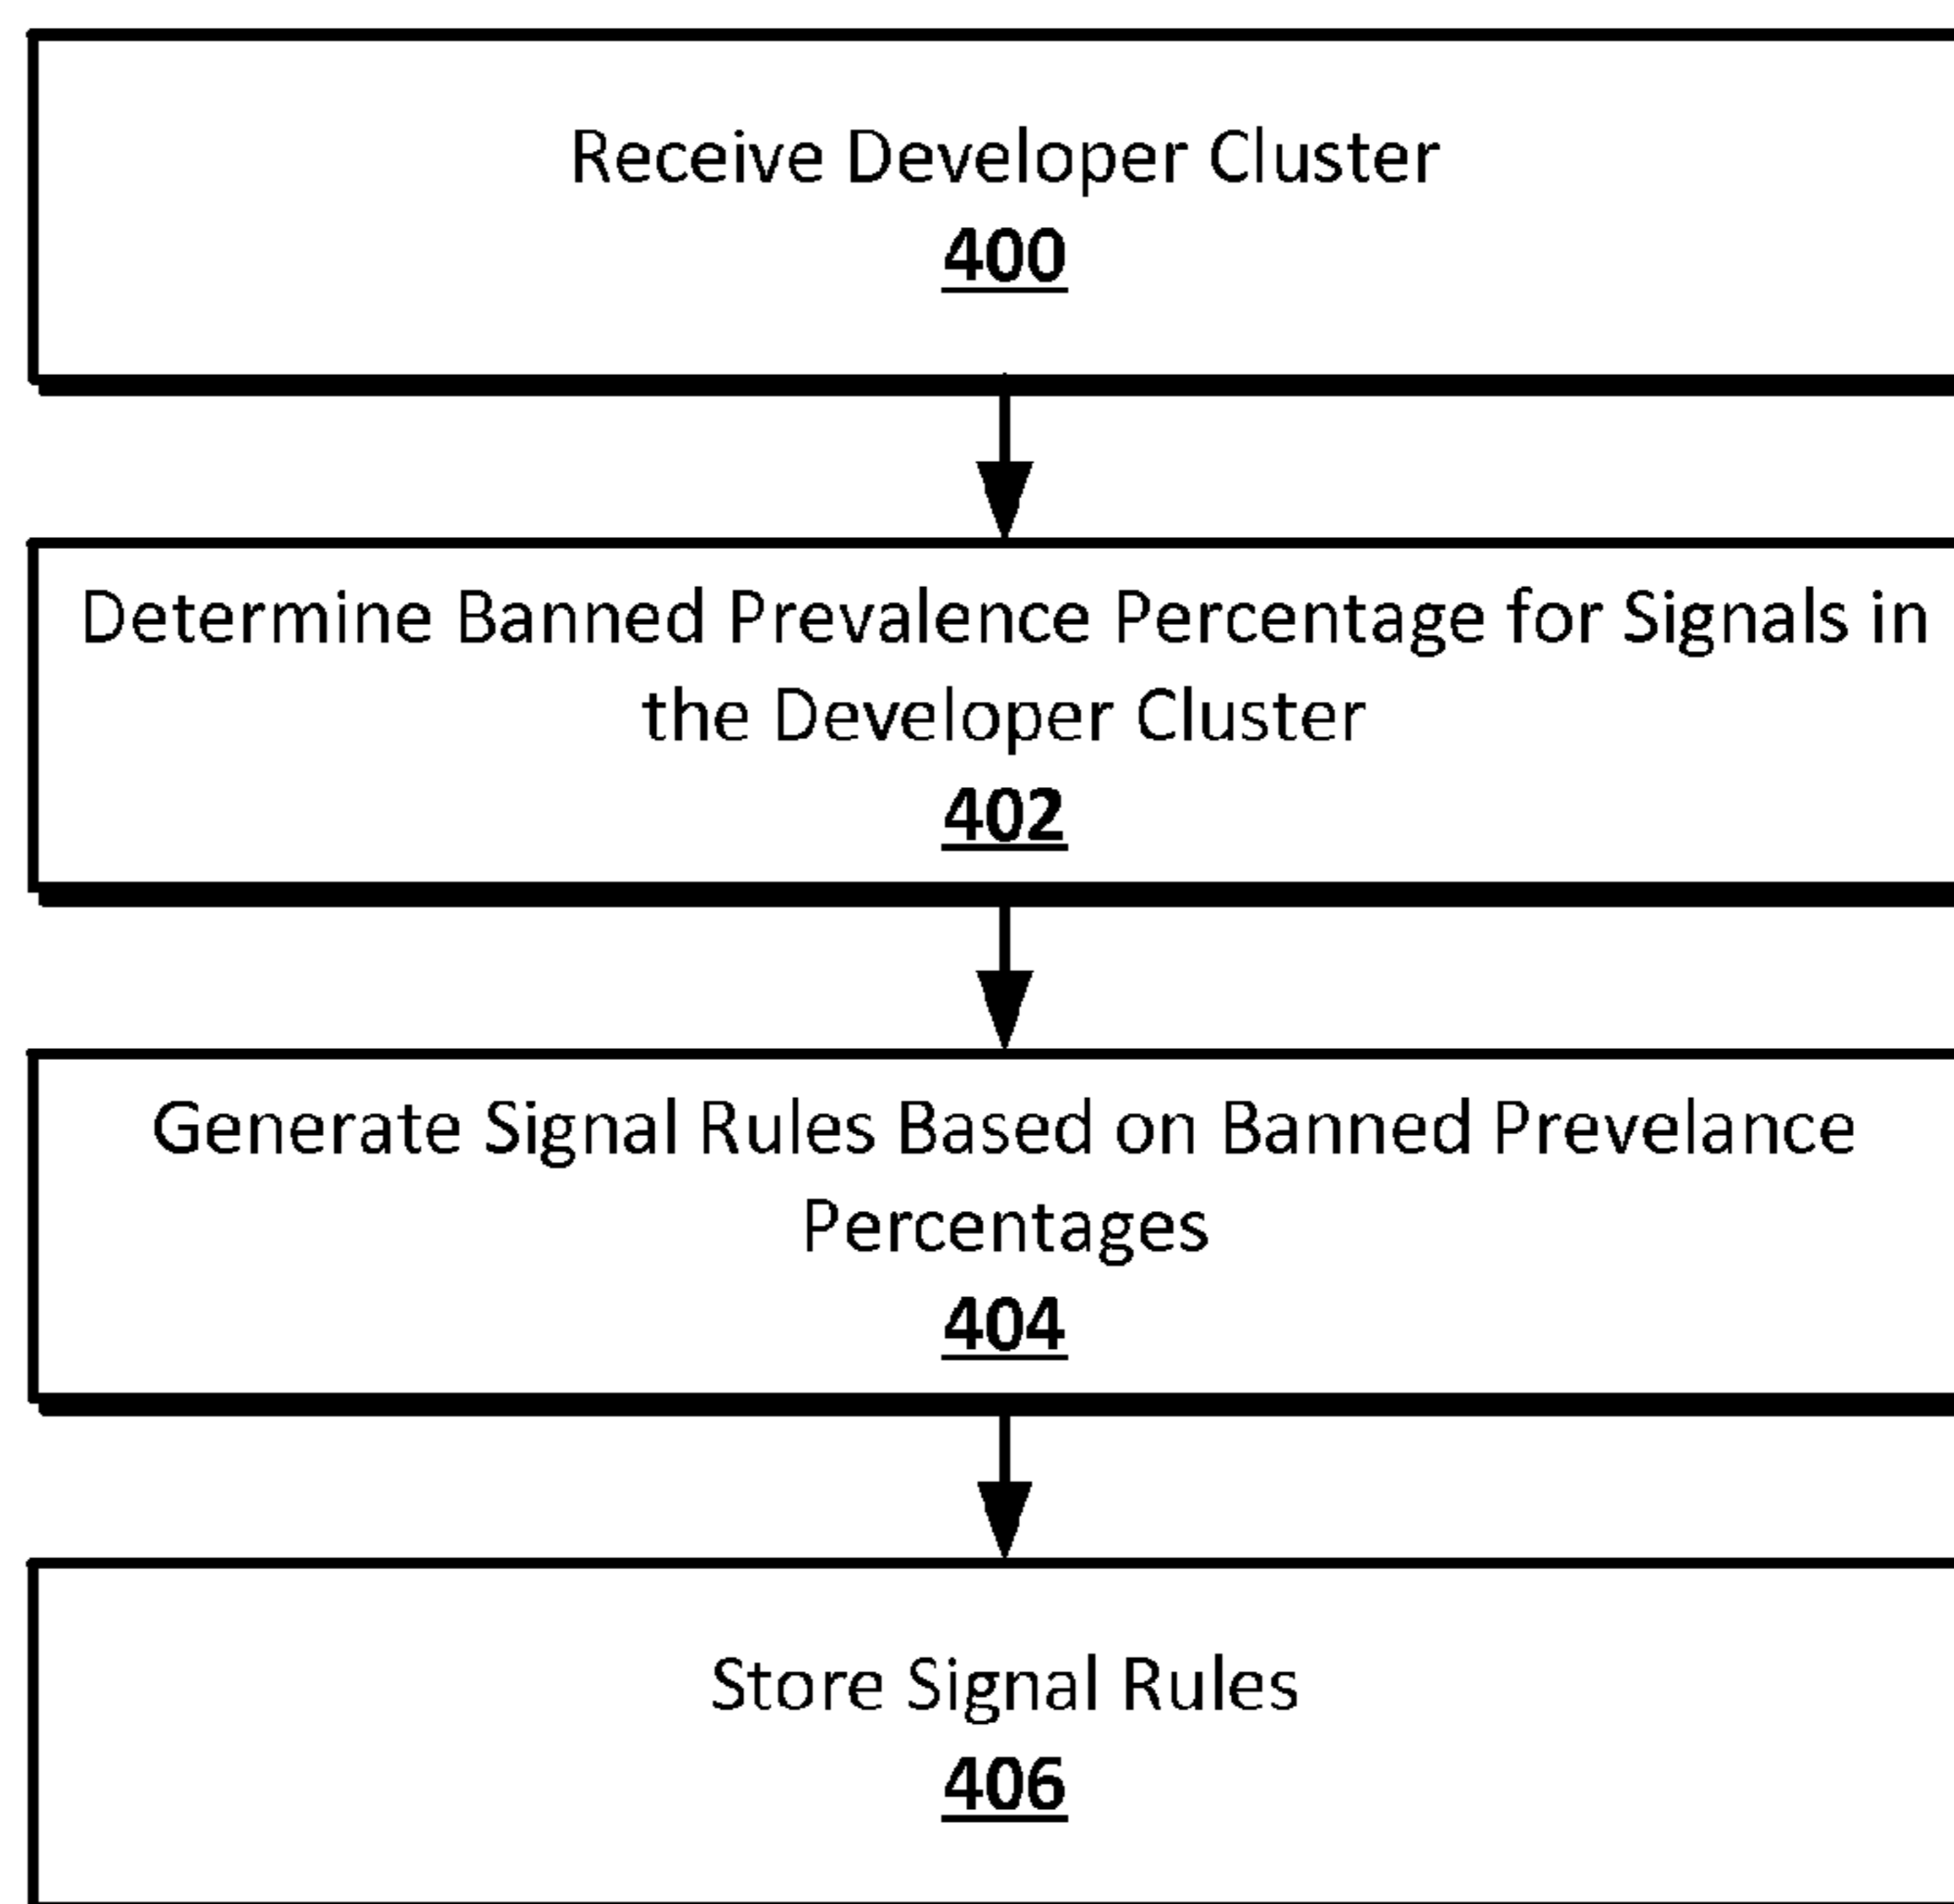 Receive Developer Cluster
400
Determine Banned Prevalence Percentage for Signals in
the Developer Cluster
402
Generate Signal Rules Based on Banned Prevelance
Percentages
404
Store Signal Rules
406